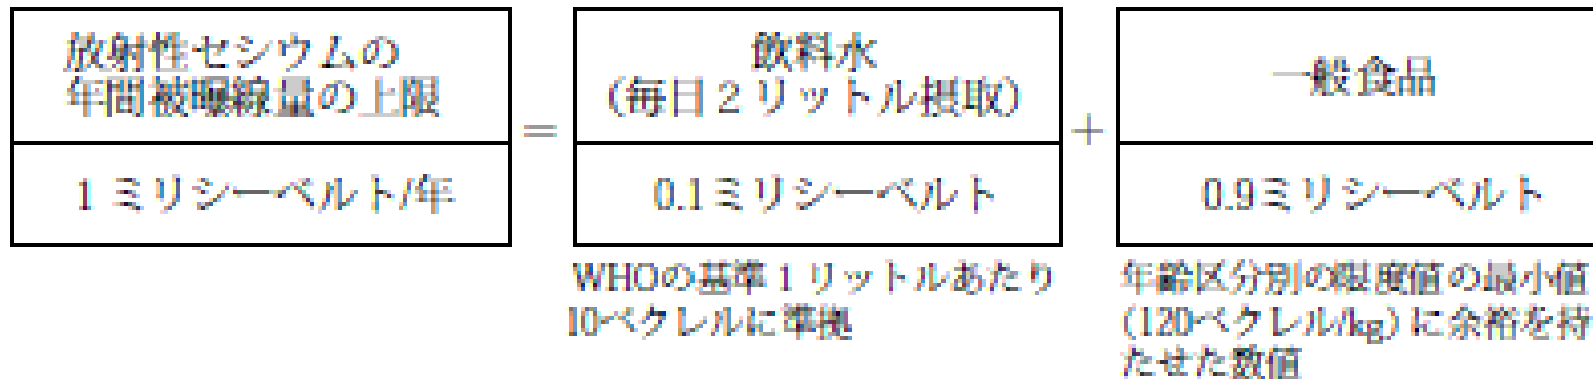 放射性セシウムの
年間被曝線量の上限
1 ミリシーベルト/年
=
飲料水
(毎日 2 リットル摂取)
0.1ミリシーベルト
WHOの基準 1 リットルあたり
10ベクレルに準拠
+
一般食品
0.9ミリシーベルト
年齢区分別の限度値の最小値
(120ベクレル/kg) に余裕を持
たせた数値